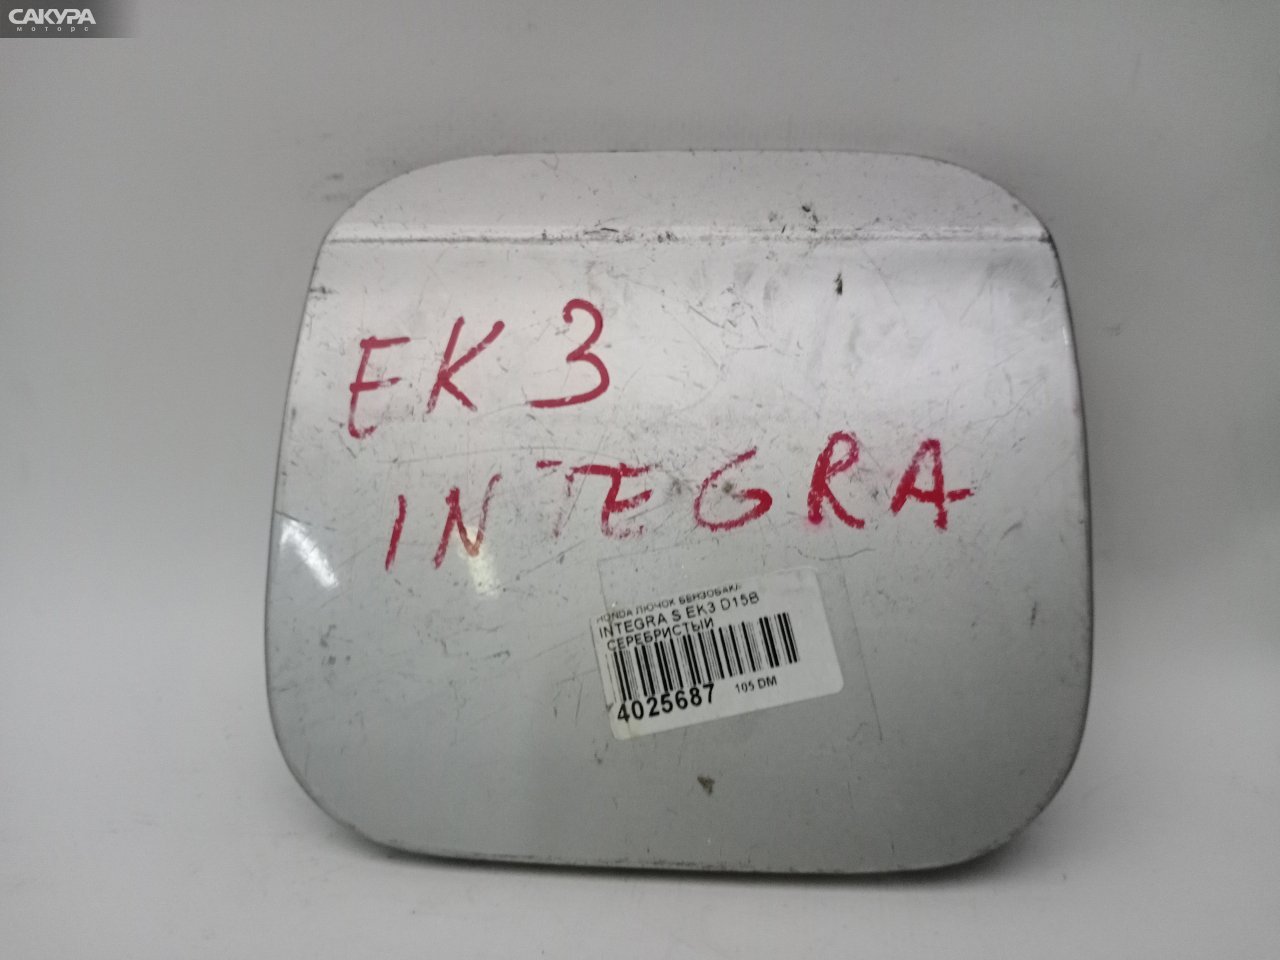 САКУРА
моторс
EK3
INTEGRA
HONDA ЛЮЧОК БЕНЗОБАКА
INTEGRA S EK3 D15B
СЕРЕБРИСТЫЙ
4025687 105 DM